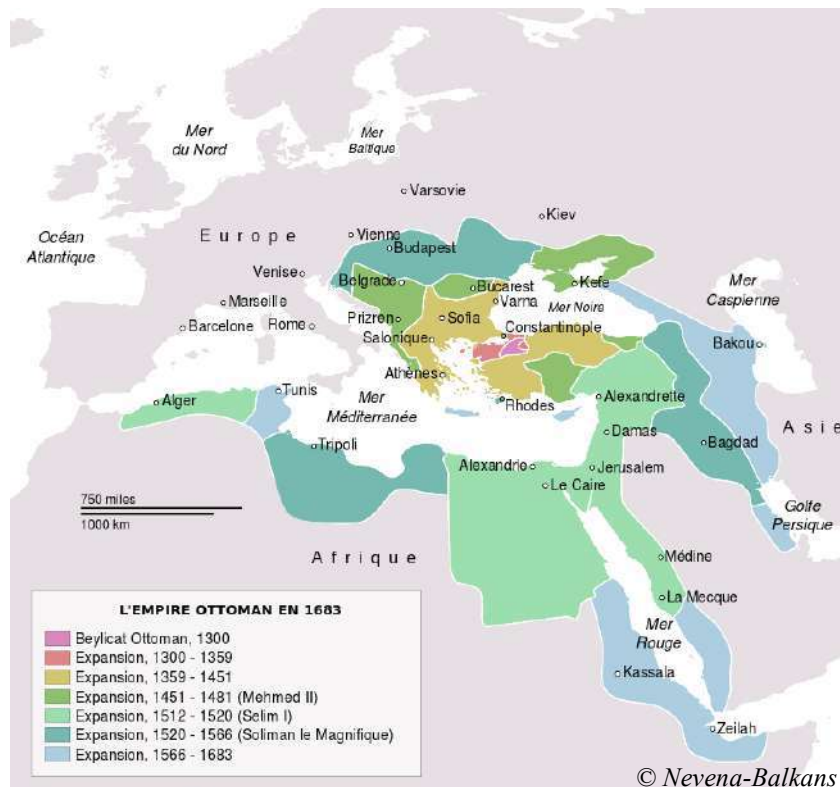 Mer
du Nord
Mer
Baltique
Varsovie
Kiev
Océan
Atlantique
Europe
Vienne
Budapest
Venise
Belgrade
Bucarest
Kefe
Mer
Caspienne
Marseille
Varna
Mer Noire
Barcelone
Rome
Prizren
Sofia
Constantinople
Bakou
Salonique
Athènes
Alger
Tunis
Mer
Méditerranée
Rhodes
Alexandrette
Asie
Damas
Bagdad
Tripoli
Alexandrie
Jerusalem
Le Caire
750 miles
1000 km
Golfe
Persique
Afrique
Médine
La Mecque
Mer
Rouge
Kassala
Zeilah
L'EMPIRE OTTOMAN EN 1683
Beylicat Ottoman, 1300
Expansion, 1300 - 1359
Expansion, 1359 - 1451
Expansion, 1451 - 1481 (Mehmed II)
Expansion, 1512 - 1520 (Selim I)
Expansion, 1520 - 1566 (Soliman le Magnifique)
Expansion, 1566 - 1683
© Nevena-Balkans